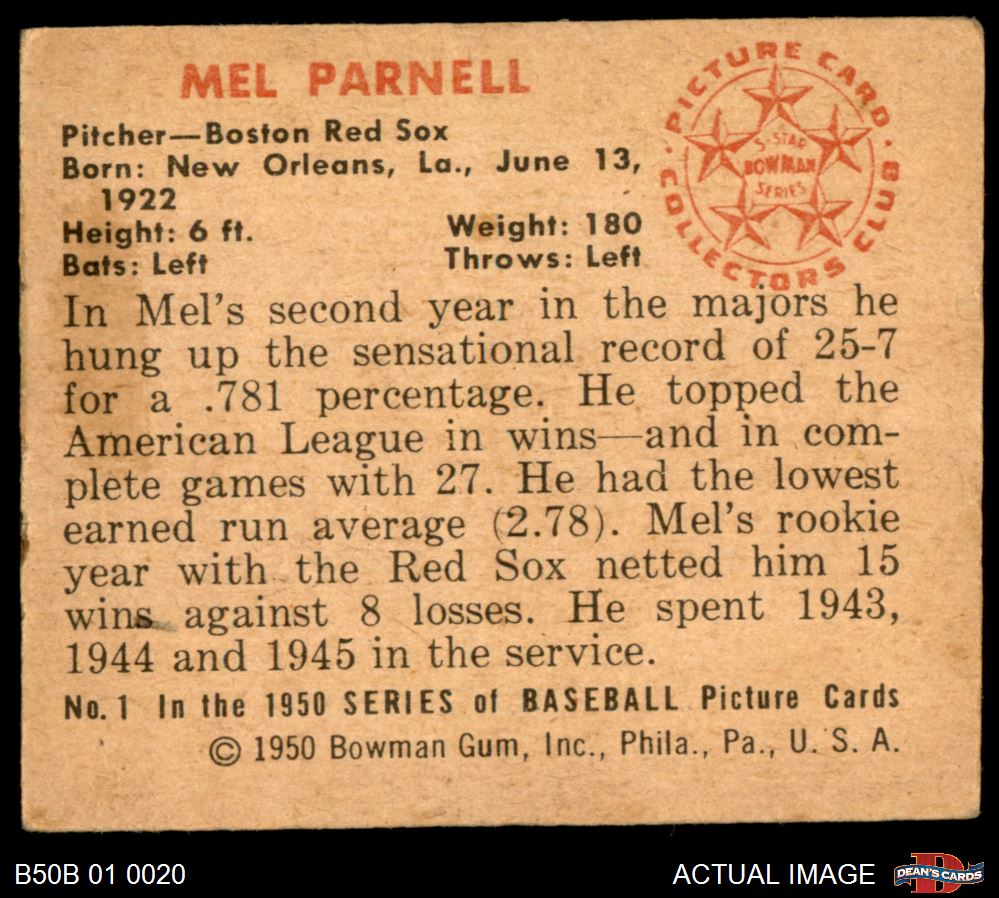 MEL PARNELL
Pitcher—Boston Red Sox
Born: New Orleans, La., June 13,
1922
Height: 6 ft.
Weight: 180
Bats: Left
Throws: Left
PICTURE CARD
COLLECTORS CLUB
5-STAR
BOWMAN
SERIES
In Mel's second year in the majors he
hung up the sensational record of 25-7
for a .781 percentage. He topped the
American League in wins—and in com-
plete games with 27. He had the lowest
earned run average (2.78). Mel's rookie
year with the Red Sox netted him 15
wins against 8 losses. He spent 1943,
1944 and 1945 in the service.
No. 1 In the 1950 SERIES of BASEBALL Picture Cards
© 1950 Bowman Gum, Inc., Phila., Pa., U. S. A.
B50B 01 0020
ACTUAL IMAGE
D
DEAN'S CARDS